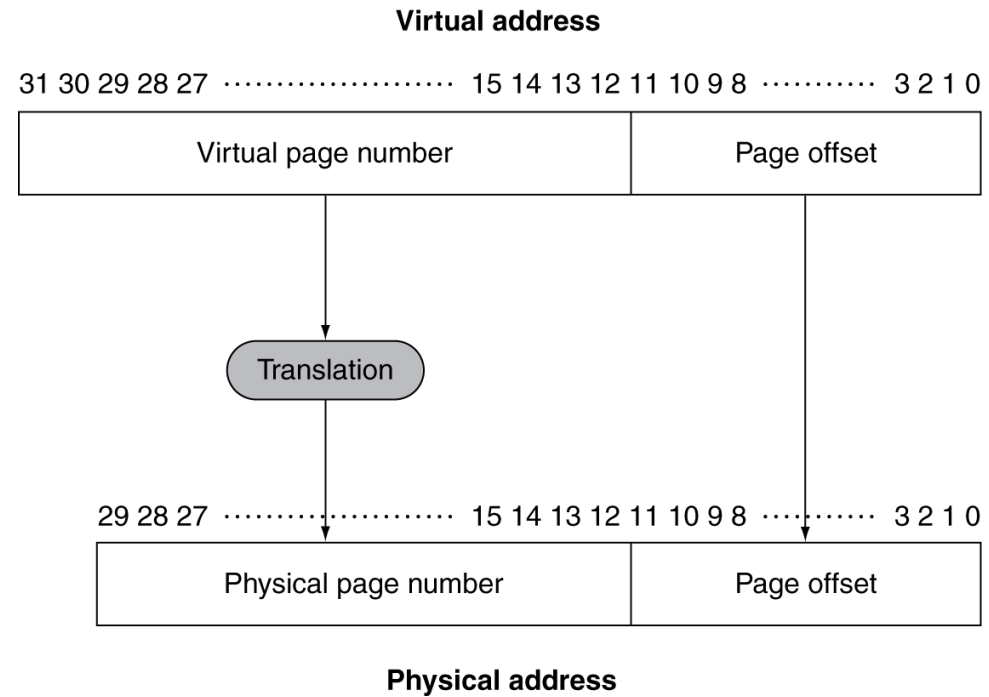 Virtual address
31 30 29 28 27 ····················· 15 14 13 12 11 10 9 8 ··········· 3 2 1 0
Virtual page number Page offset
Translation
29 28 27 ····················· 15 14 13 12 11 10 9 8 ··········· 3 2 1 0
Physical page number Page offset
Physical address